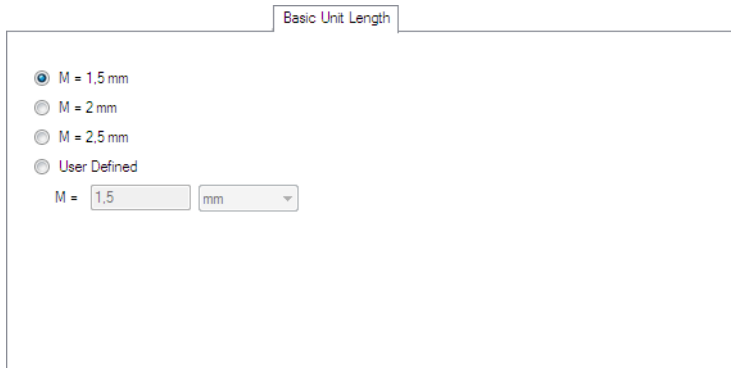 Basic Unit Length
M = 1,5 mm
M = 2 mm
M = 2,5 mm
User Defined
M = 1,5 mm